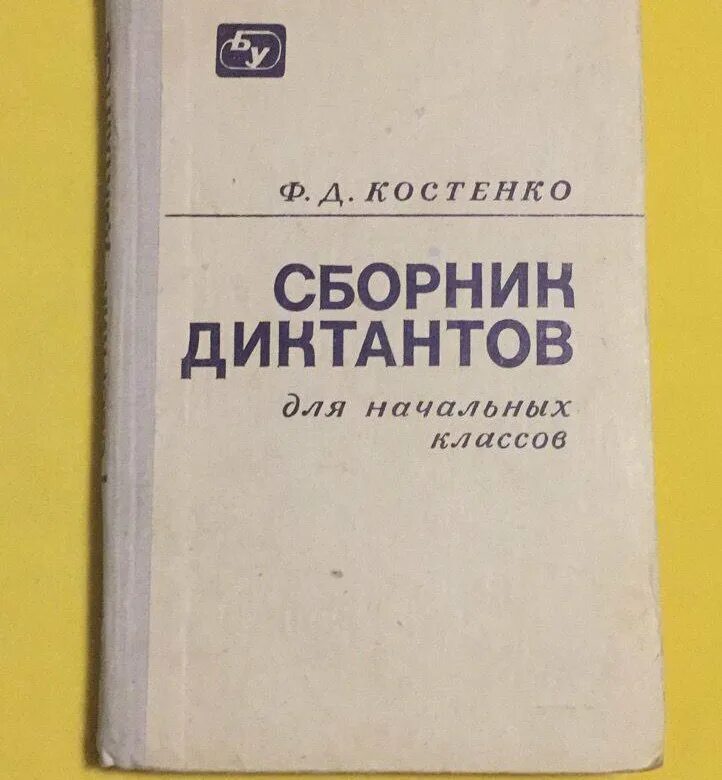 БУ
Ф. Д. КОСТЕНКО
СБОРНИК
ДИКТАНТОВ
для начальных
классов